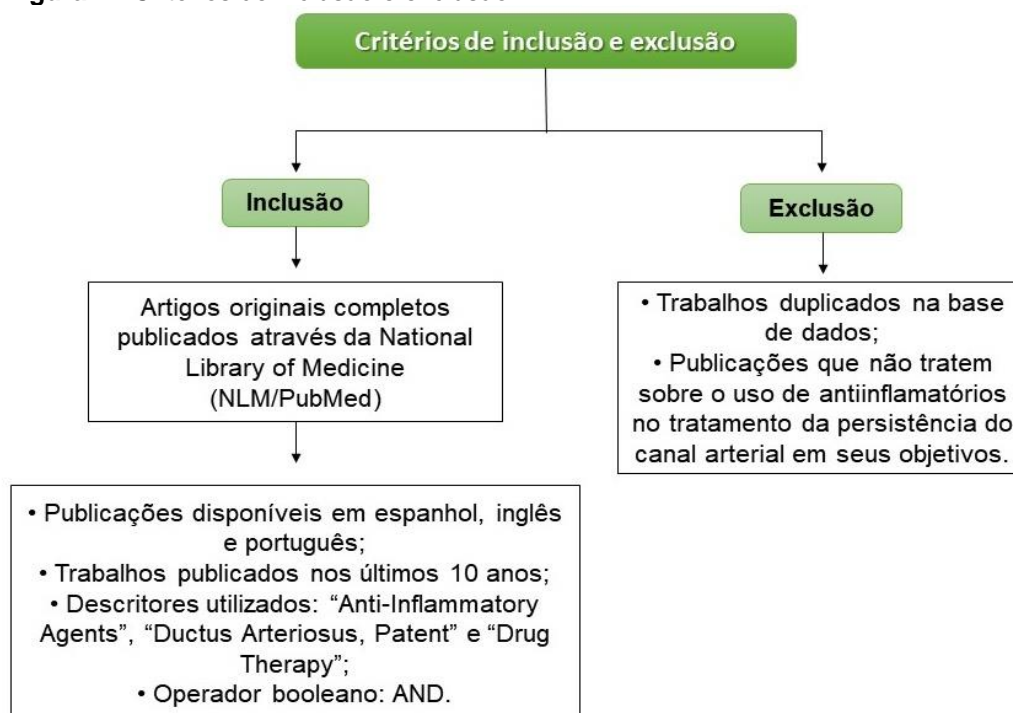 Critérios de inclusão e exclusão
Inclusão
Exclusão
Artigos originais completos
publicados através da National
Library of Medicine
(NLM/PubMed)
• Trabalhos duplicados na base
de dados;
• Publicações que não tratem
sobre o uso de antiinflamatórios
no tratamento da persistência do
canal arterial em seus objetivos.
• Publicações disponíveis em espanhol, inglês
e português;
• Trabalhos publicados nos últimos 10 anos;
• Descritores utilizados: “Anti-Inflammatory
Agents”, “Ductus Arteriosus, Patent” e “Drug
Therapy”;
• Operador booleano: AND.